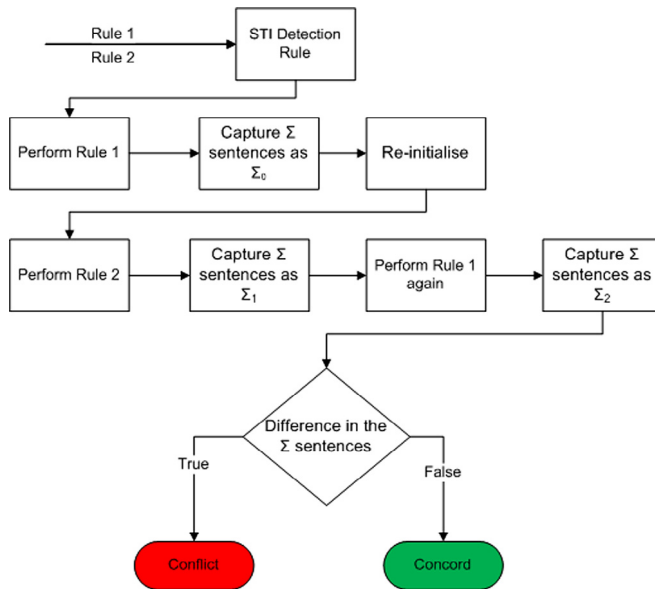 Rule 1
Rule 2
STI Detection
Rule
Perform Rule 1
Capture Σ
sentences as
Σ₀
Re-initialise
Perform Rule 2
Capture Σ
sentences as
Σ₁
Perform Rule 1
again
Capture Σ
sentences as
Σ₂
Difference in the
Σ sentences
True
False
Conflict
Concord